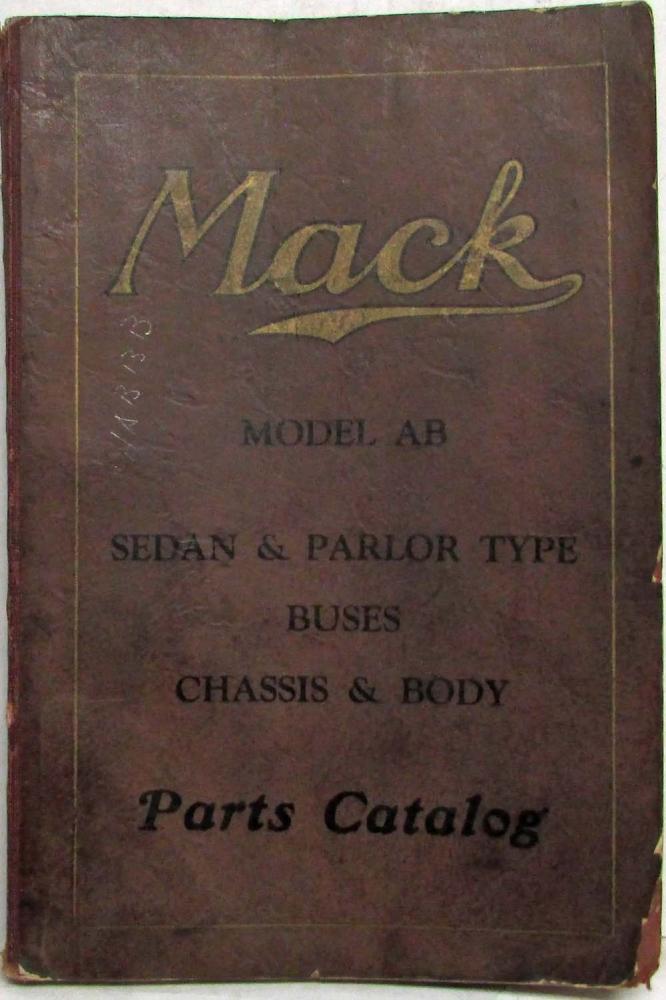 Mack
MODEL AB
SEDAN & PARLOR TYPE
BUSES
CHASSIS & BODY
Parts Catalog